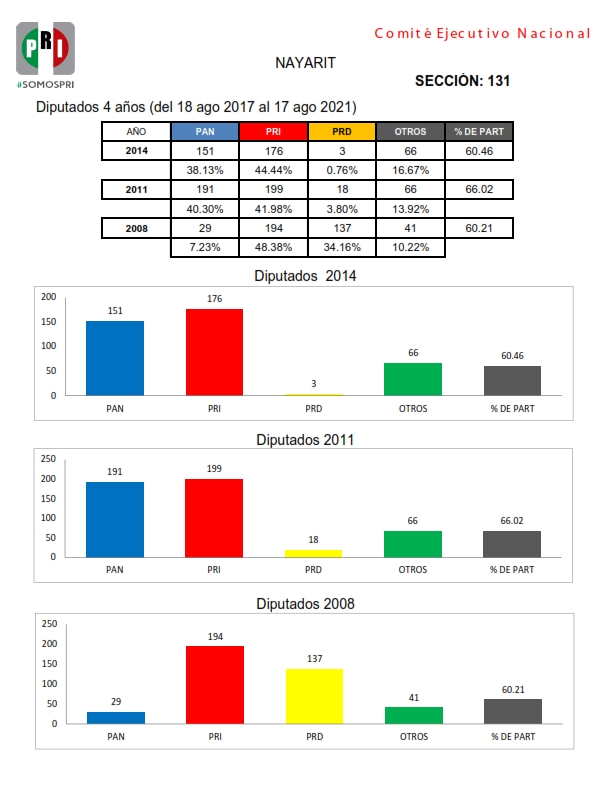 Comité Ejecutivo Nacional
PRI
#SOMOSPRI
NAYARIT
SECCIÓN: 131
Diputados 4 años (del 18 ago 2017 al 17 ago 2021)
AÑO PAN PRI PRD OTROS % DE PART
2014 151 176 3 66 60.46
38.13% 44.44% 0.76% 16.67%
2011 191 199 18 66 66.02
40.30% 41.98% 3.80% 13.92%
2008 29 194 137 41 60.21
7.23% 48.38% 34.16% 10.22%
Diputados 2014
200
150
100
50
0
151 176 3 66 60.46
PAN PRI PRD OTROS % DE PART
Diputados 2011
250
200
150
100
50
0
191 199 18 66 66.02
PAN PRI PRD OTROS % DE PART
Diputados 2008
250
200
150
100
50
0
29 194 137 41 60.21
PAN PRI PRD OTROS % DE PART